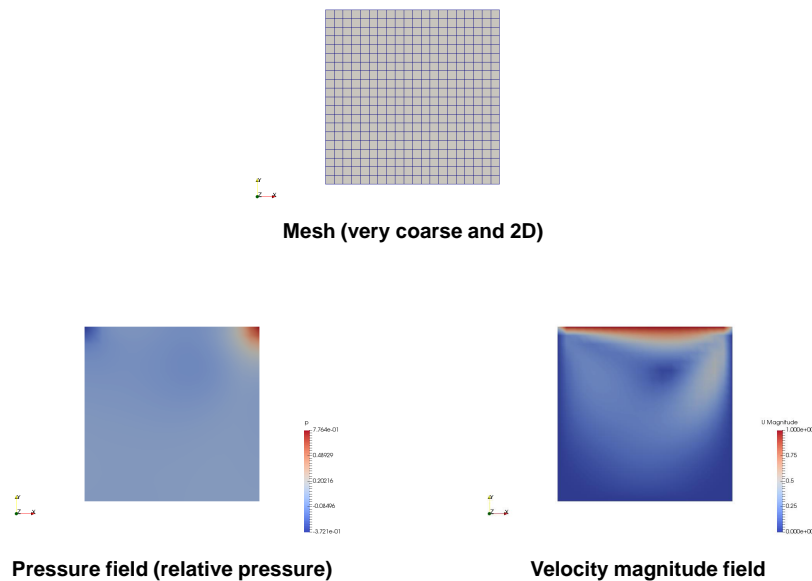 Y
Z X
Mesh (very coarse and 2D)
p
7.764e-01
0.48929
0.20216
-0.08496
-3.721e-01
Y
Z X
U Magnitude
1.000e+00
0.75
0.5
0.25
0.000e+00
Y
Z X
Pressure field (relative pressure)
Velocity magnitude field